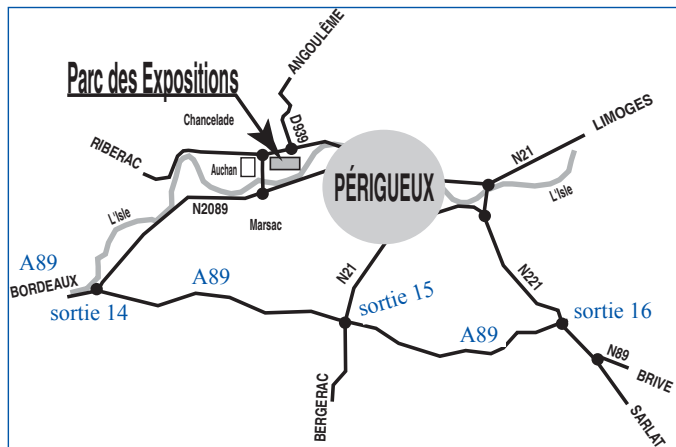 ANGOULÊME
Parc des Expositions
Chancelade
D939
LIMOGES
N21
RIBERAC
Auchan
PÉRIGUEUX
L'Isle
N2089
L'Isle
Marsac
A89
BORDEAUX
A89
N21
N221
sortie 14
sortie 15
sortie 16
A89
N89
BRIVE
BERGERAC
SARLAT